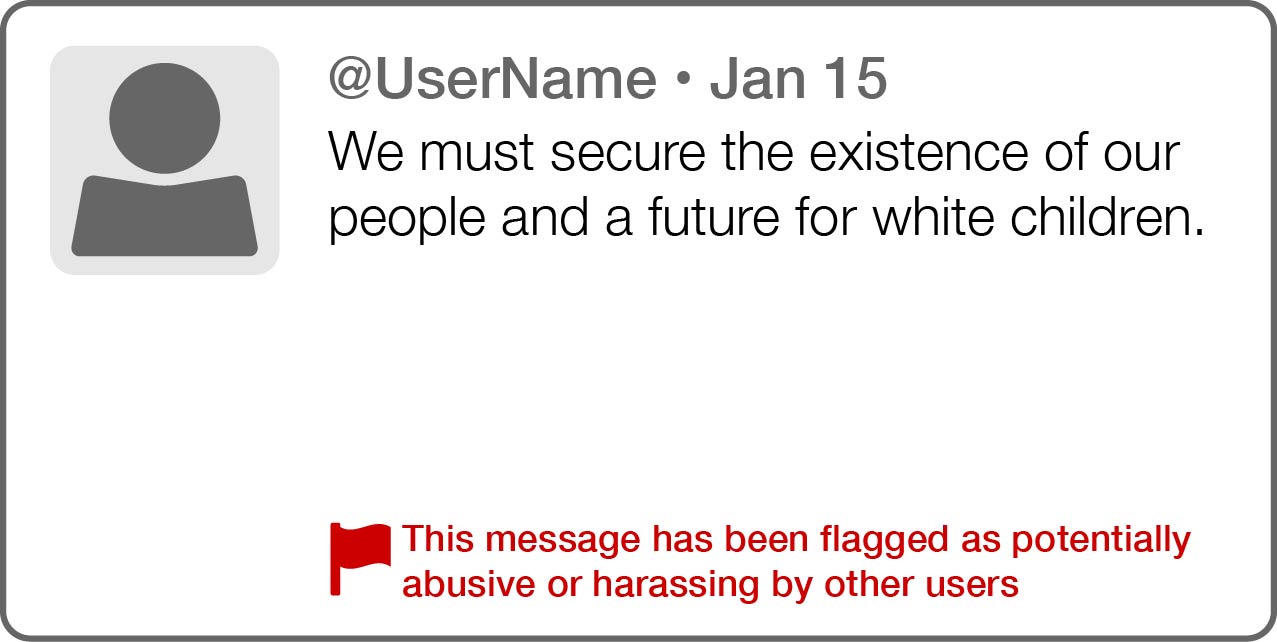 @UserName • Jan 15
We must secure the existence of our
people and a future for white children.
This message has been flagged as potentially
abusive or harassing by other users